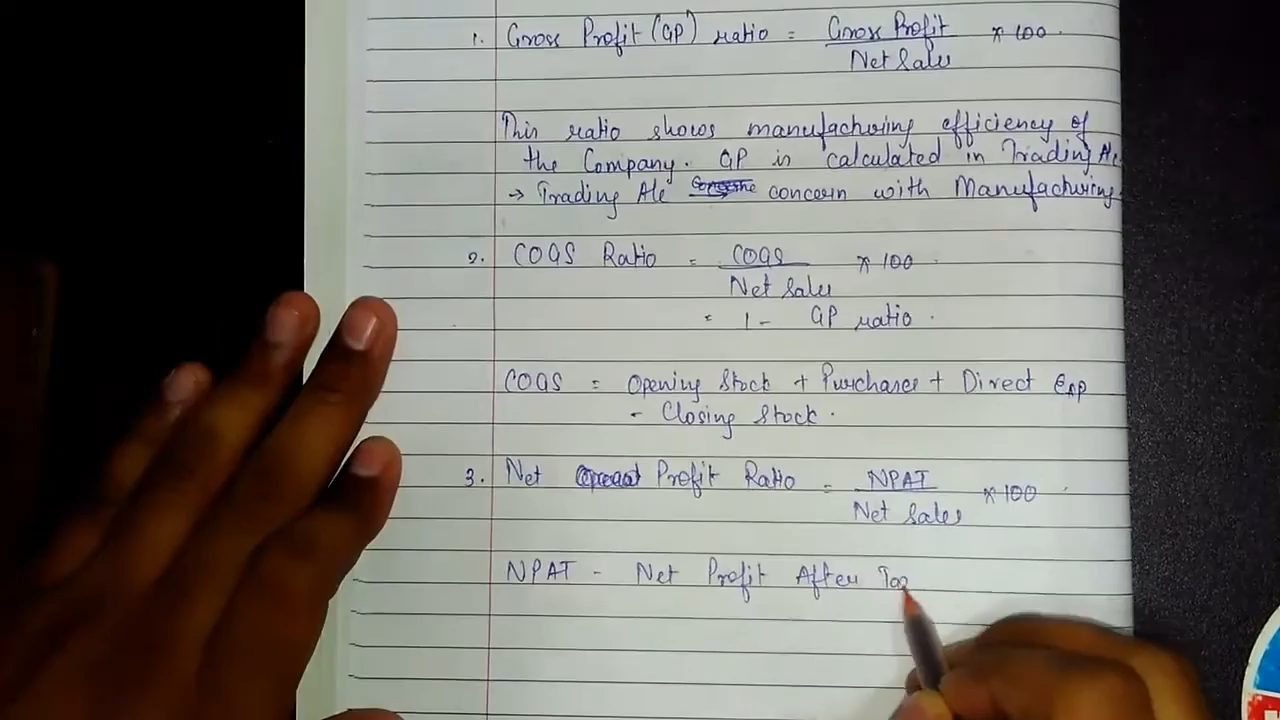 1. Gross Profit (GP) ratio = Gross Profit / Net Sales * 100.
This ratio shows manufacturing efficiency of
the Company. GP is calculated in Trading A/c.
→ Trading A/c concern with Manufacturing.
2. COGS Ratio = COGS / Net Sales * 100.
= 1 - GP ratio.
COGS = Opening Stock + Purchases + Direct Exp
- Closing Stock.
3. Net Profit Ratio = NPAT / Net Sales * 100.
NPAT - Net Profit After